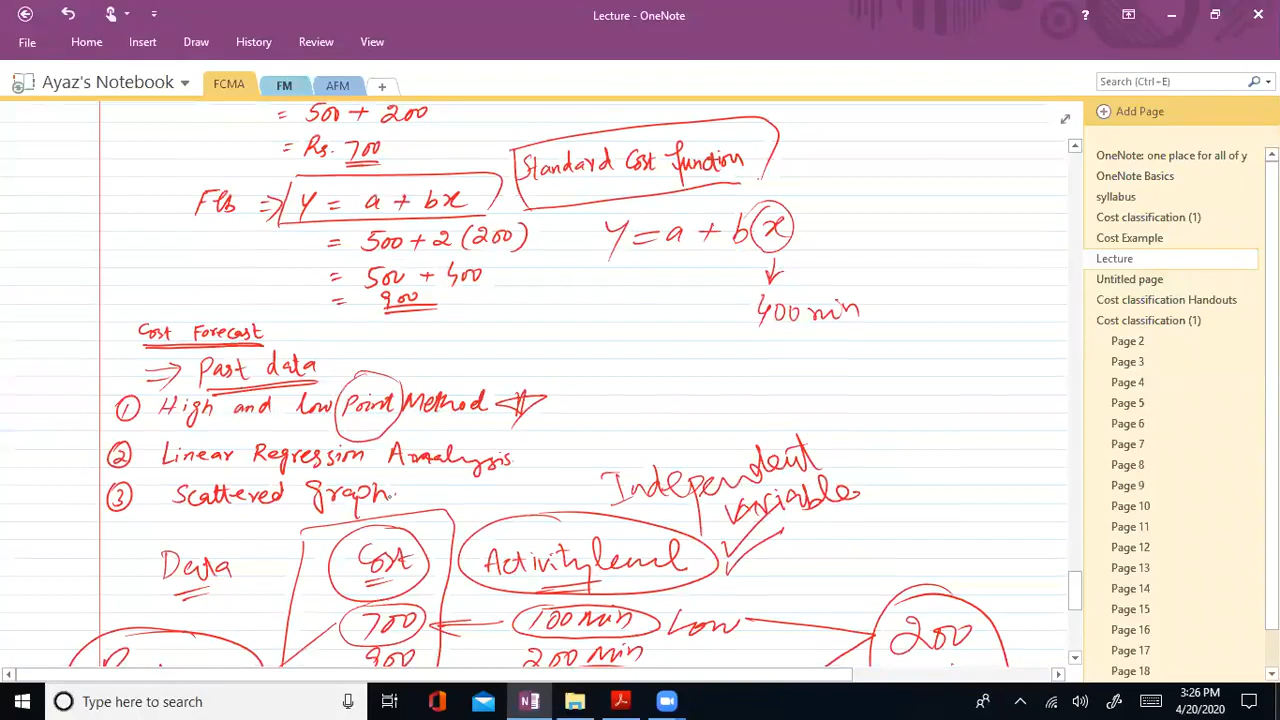 Lecture - OneNote
File Home Insert Draw History Review View
Ayaz's Notebook FCMA FM AFM +
Search (Ctrl+E)
= 500 + 200
= Rs. 700
Standard Cost function
Feb ⇒ Y = a + bx
= 500 + 2 (200)
= 500 + 400
= 900
Y = a + b(x)
400 min
Cost Forecast
⇒ Past data
① High and low Point Method
② Linear Regression Analysis
③ Scattered graph.
Independent
variable
Data Cost Activity level
700 100 min Low 200
900 200 min
Add Page
OneNote: one place for all of y
OneNote Basics
syllabus
Cost classification (1)
Cost Example
Lecture
Untitled page
Cost classification Handouts
Cost classification (1)
Page 2
Page 3
Page 4
Page 5
Page 6
Page 7
Page 8
Page 9
Page 10
Page 11
Page 12
Page 13
Page 14
Page 15
Page 16
Page 17
Page 18
Type here to search
3:26 PM
4/20/2020